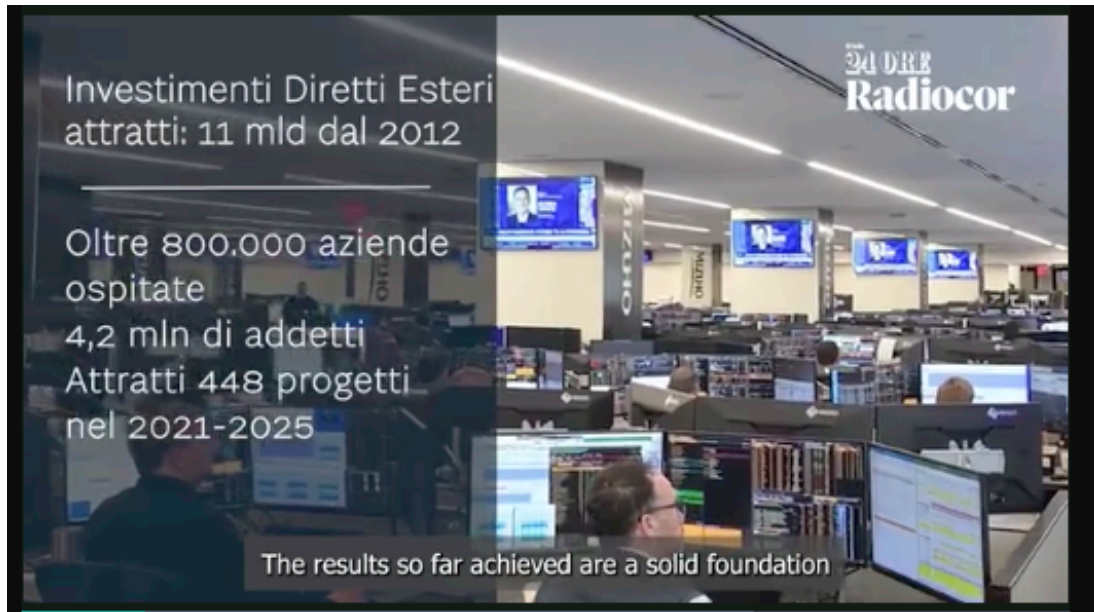 Investimenti Diretti Esteri
attratti: 11 mld dal 2012
Oltre 800.000 aziende
ospitate
4,2 mln di addetti
Attratti 448 progetti
nel 2021-2025
24 ORE
Radiocor
MIZUHO
MIZUHO
The results so far achieved are a solid foundation